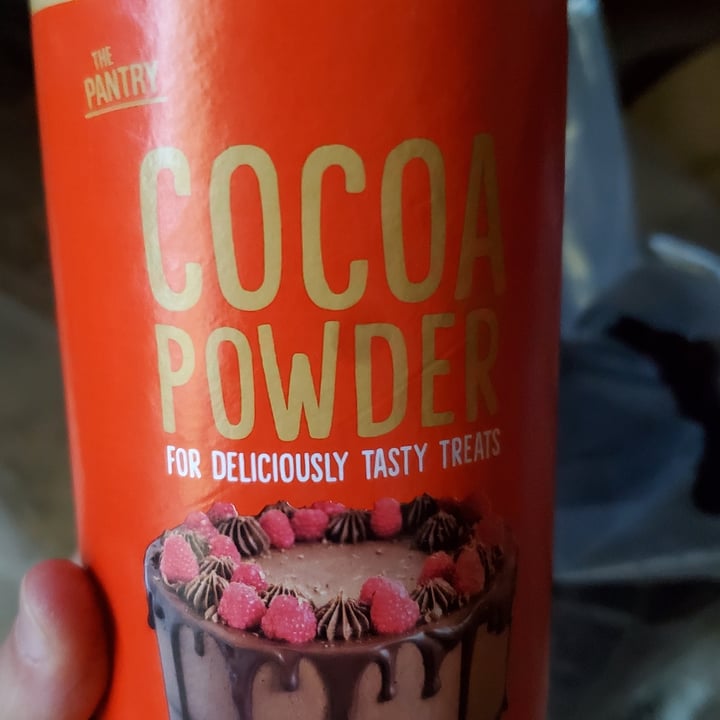 THE
PANTRY
COCOA
POWDER
FOR DELICIOUSLY TASTY TREATS